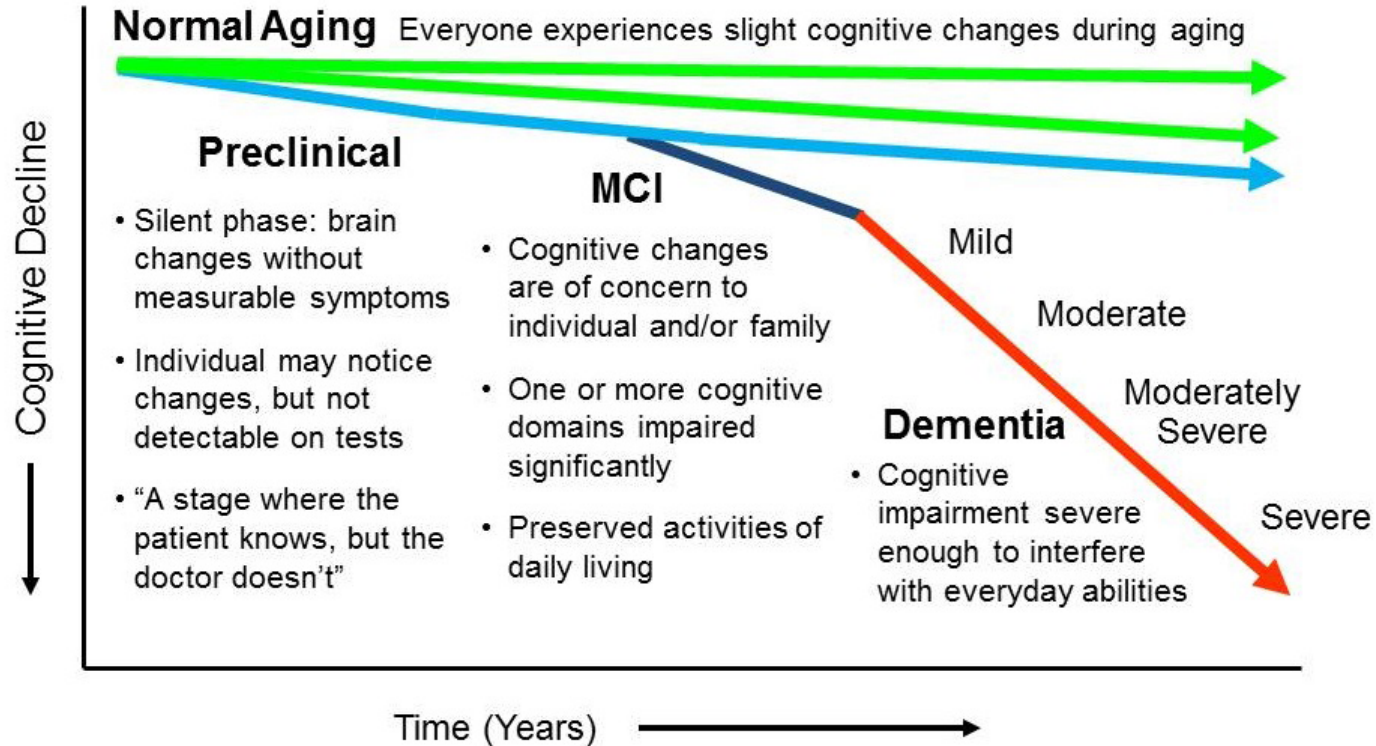 Normal Aging Everyone experiences slight cognitive changes during aging
Cognitive Decline
Preclinical
• Silent phase: brain
changes without
measurable symptoms
• Individual may notice
changes, but not
detectable on tests
• “A stage where the
patient knows, but the
doctor doesn’t”
MCI
• Cognitive changes
are of concern to
individual and/or family
• One or more cognitive
domains impaired
significantly
• Preserved activities of
daily living
Dementia
• Cognitive
impairment severe
enough to interfere
with everyday abilities
Mild
Moderate
Moderately
Severe
Severe
Time (Years)